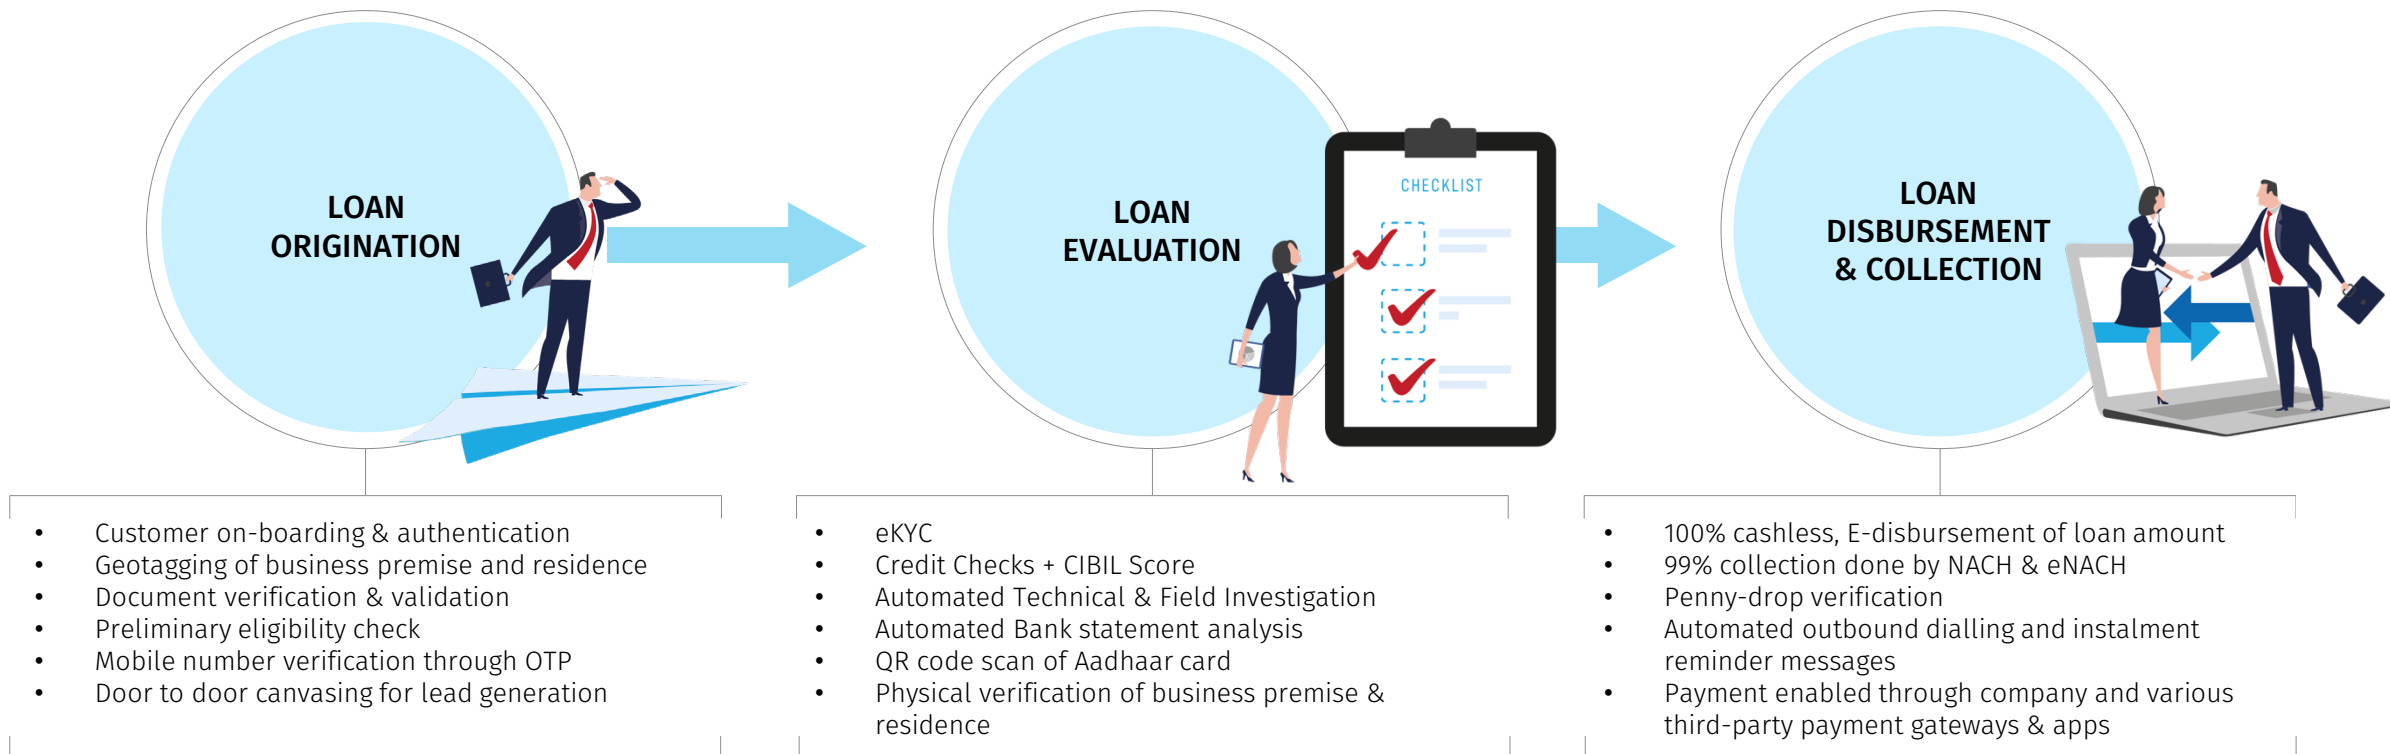 LOAN
ORIGINATION
LOAN
EVALUATION
CHECKLIST
LOAN
DISBURSEMENT
& COLLECTION
• Customer on-boarding & authentication
• Geotagging of business premise and residence
• Document verification & validation
• Preliminary eligibility check
• Mobile number verification through OTP
• Door to door canvasing for lead generation
• eKYC
• Credit Checks + CIBIL Score
• Automated Technical & Field Investigation
• Automated Bank statement analysis
• QR code scan of Aadhaar card
• Physical verification of business premise &
residence
• 100% cashless, E-disbursement of loan amount
• 99% collection done by NACH & eNACH
• Penny-drop verification
• Automated outbound dialling and instalment
reminder messages
• Payment enabled through company and various
third-party payment gateways & apps